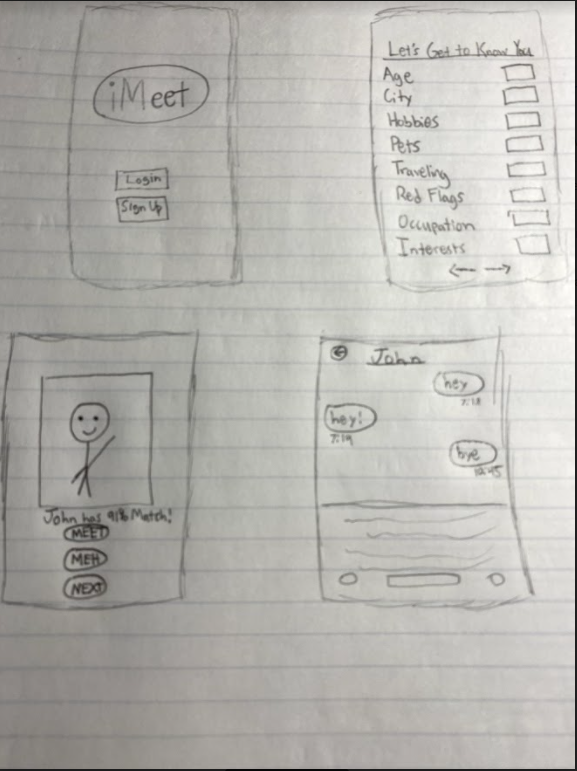 iMeet
Login
Sign Up
Let's Get to Know You
Age
City
Hobbies
Pets
Traveling
Red Flags
Occupation
Interests
John has 91% Match!
MEET
MEH
NEXT
John
hey
7:18
hey!
7:19
bye
10:45